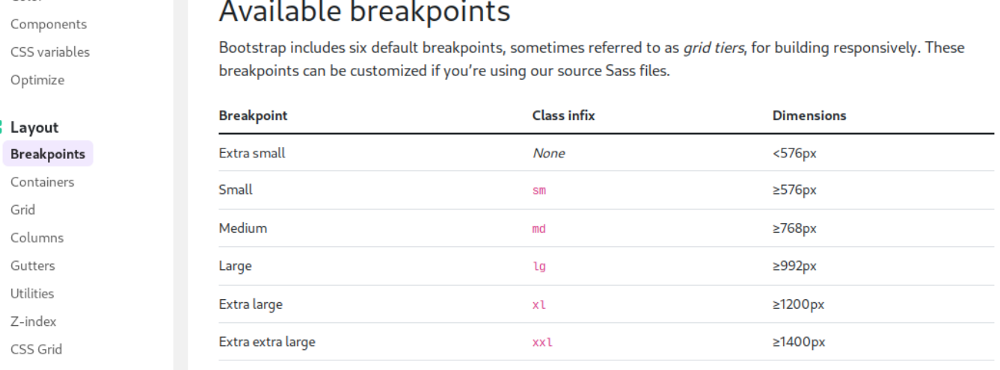 Components
CSS variables
Optimize
Layout
Breakpoints
Containers
Grid
Columns
Gutters
Utilities
Z-index
CSS Grid
Available breakpoints
Bootstrap includes six default breakpoints, sometimes referred to as grid tiers, for building responsively. These
breakpoints can be customized if you’re using our source Sass files.
Breakpoint Class infix Dimensions
Extra small None <576px
Small sm ≥576px
Medium md ≥768px
Large lg ≥992px
Extra large xl ≥1200px
Extra extra large xxl ≥1400px